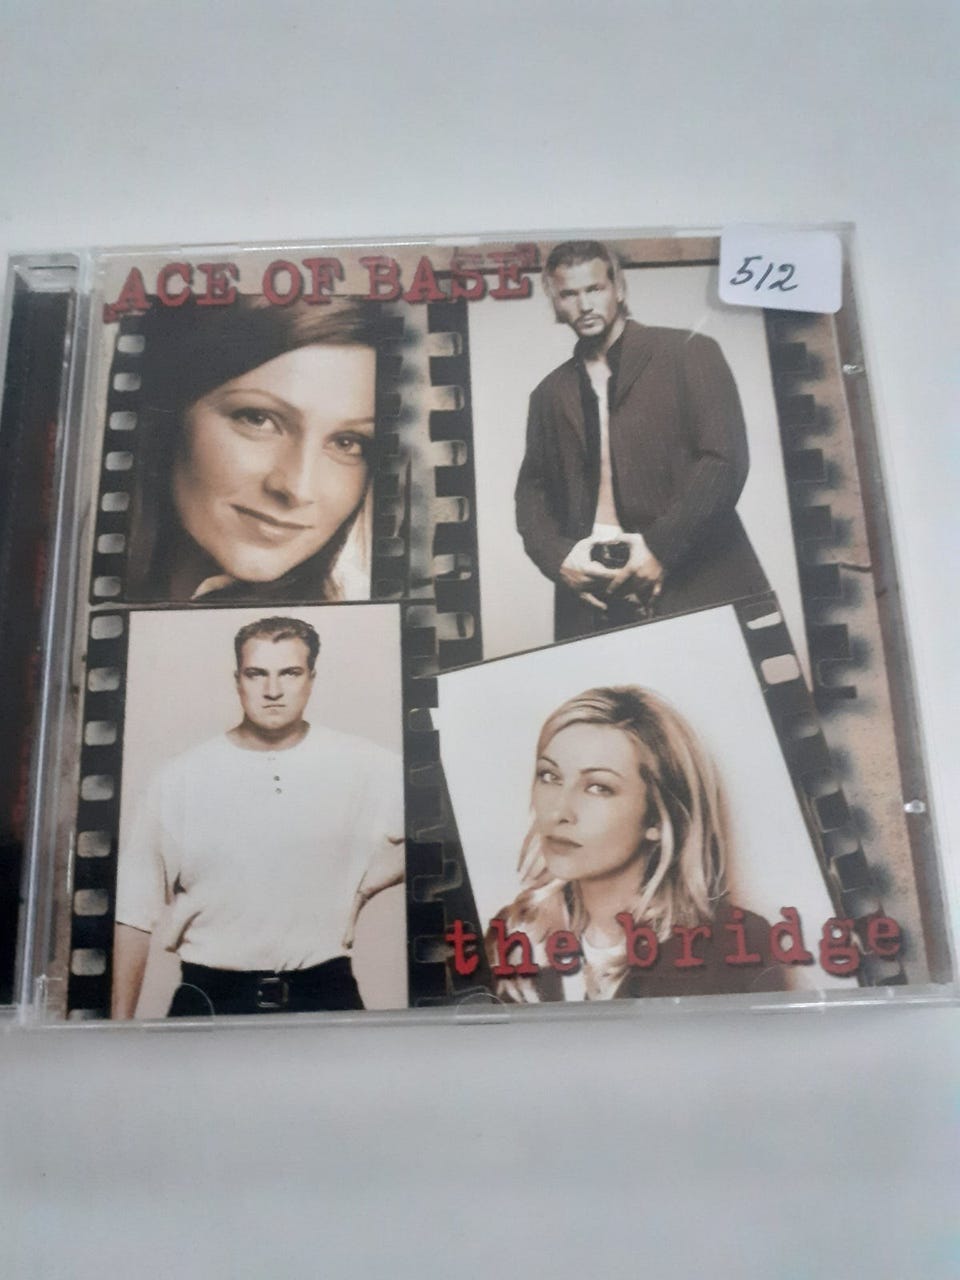 ACE OF BASE
512
the bridge